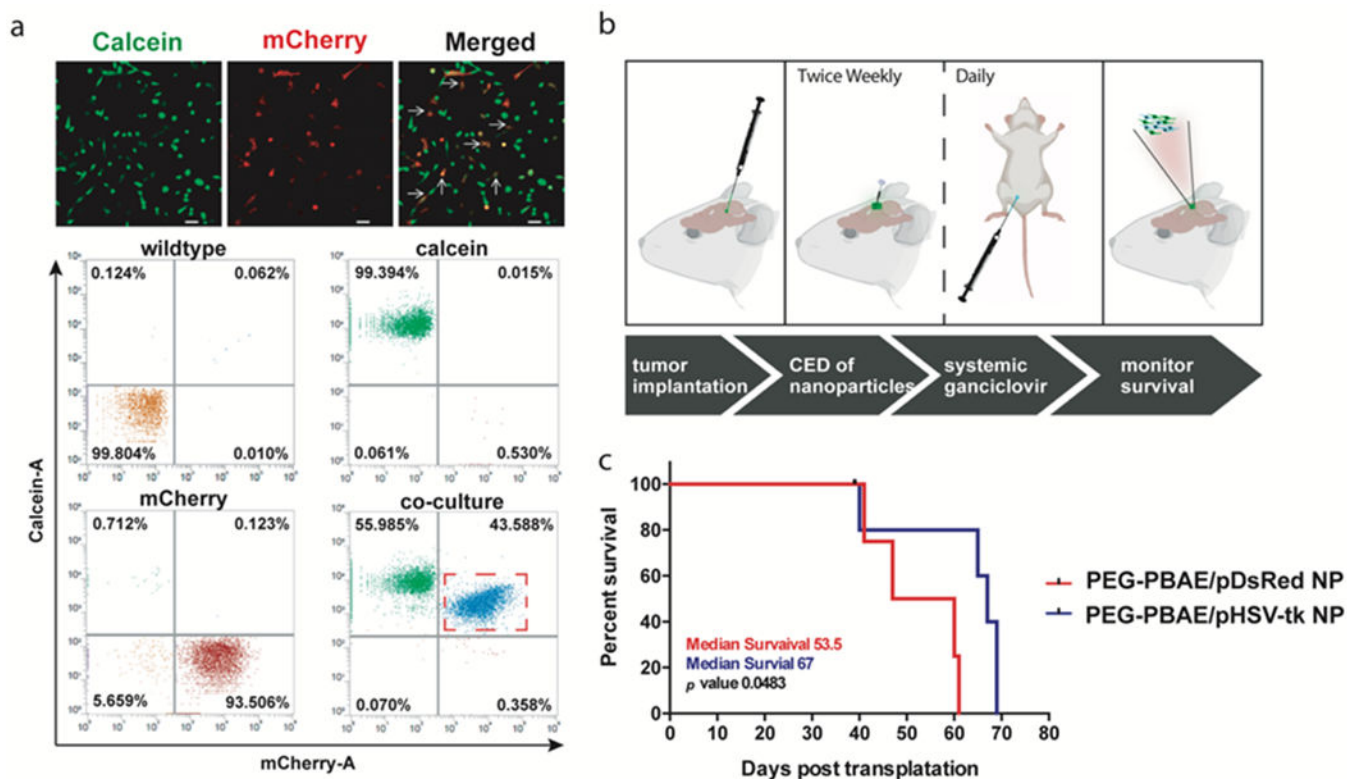 a
Calcein
mCherry
Merged
wildtype
0.124%
0.062%
99.804%
0.010%
calcein
99.394%
0.015%
0.061%
0.530%
mCherry
0.712%
0.123%
5.659%
93.506%
co-culture
55.985%
43.588%
0.070%
0.358%
Calcein-A
mCherry-A
b
Twice Weekly
Daily
tumor
implantation
CED of
nanoparticles
systemic
ganciclovir
monitor
survival
c
Percent survival
100
80
60
40
20
0
Median Survaival 53.5
Median Survial 67
p value 0.0483
0 10 20 30 40 50 60 70 80
Days post transplatation
PEG-PBAE/pDsRed NP
PEG-PBAE/pHSV-tk NP